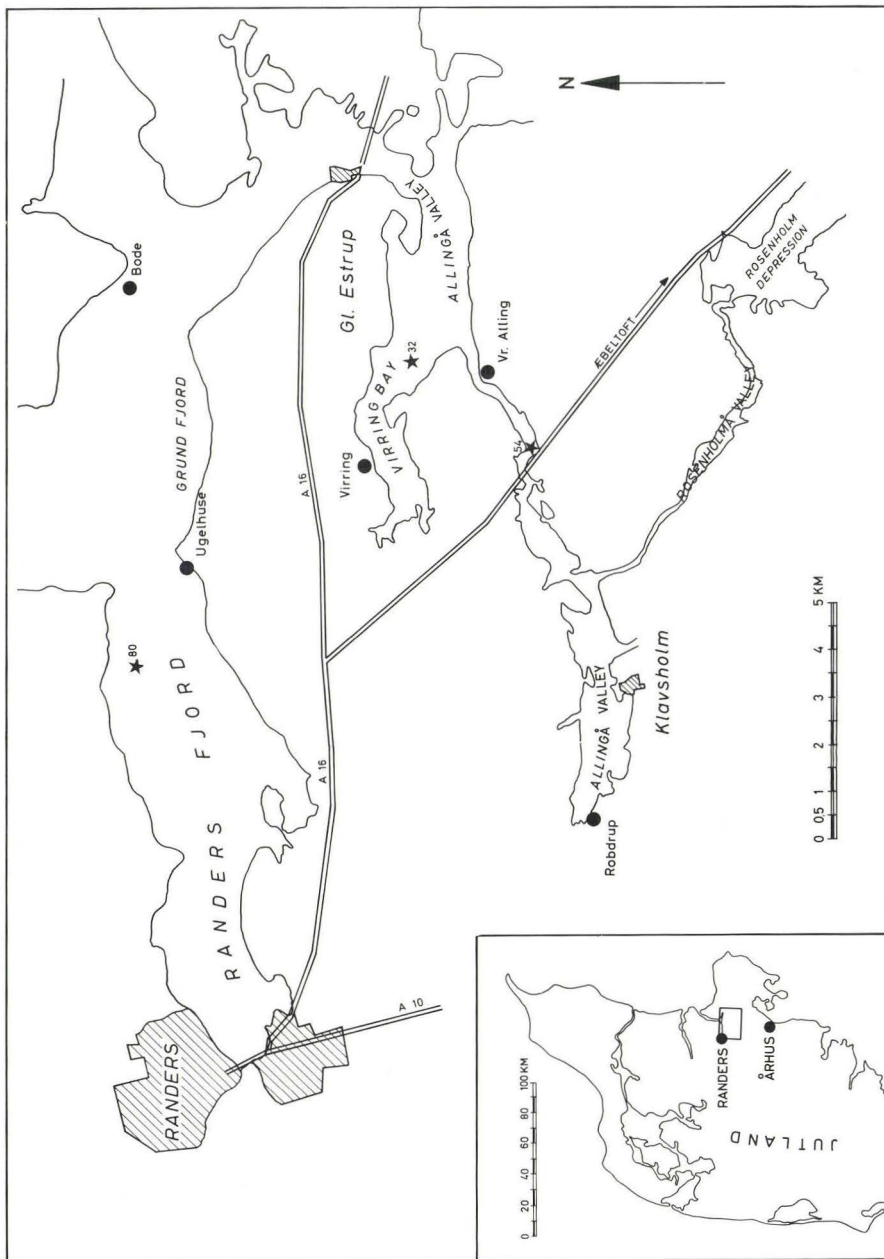 Bode
N
GRUND FJORD
Ugelhuse
80
RANDERS FJORD
RANDERS
A 16
A 16
A 10
Gl. Estrup
ALLINGÅ VALLEY
VIRRING BAY
32
Virring
Vr. Alling
54
ÆBELTOFT
ROSENHOLM
DEPRESSION
ROSENHOLMÅ VALLEY
ALLINGÅ VALLEY
Klavsholm
Robdrup
0 0.5 1 2 3 4 5 KM
0 20 40 60 80 100 KM
RANDERS
ÅRHUS
JUTLAND